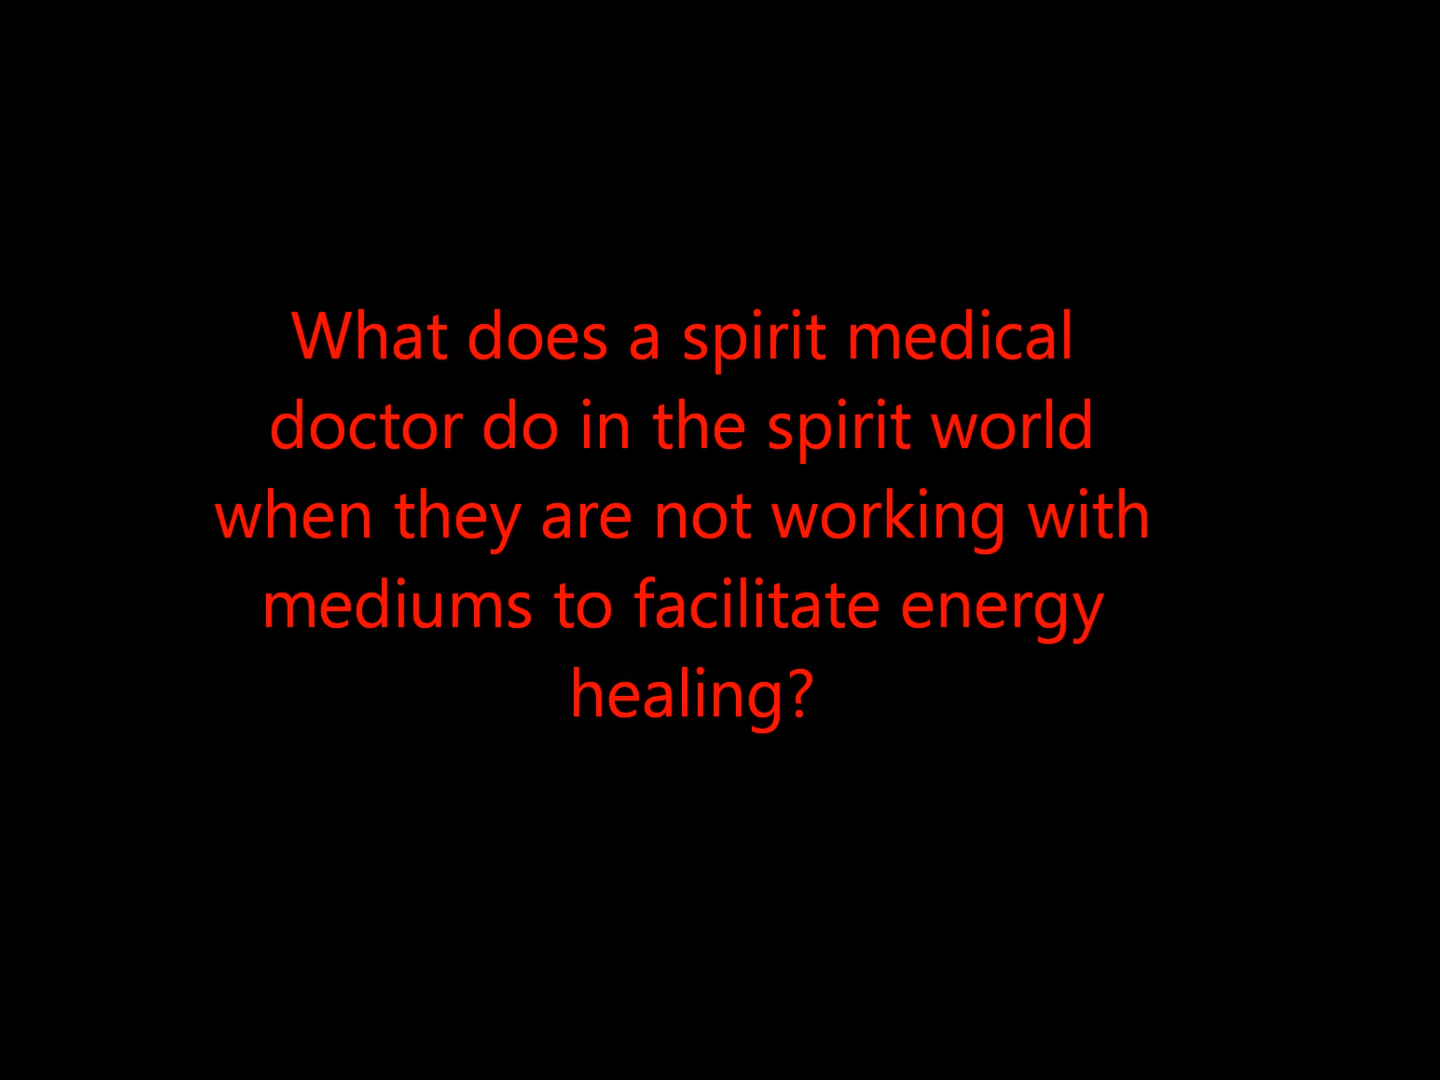 What does a spirit medical
doctor do in the spirit world
when they are not working with
mediums to facilitate energy
healing?